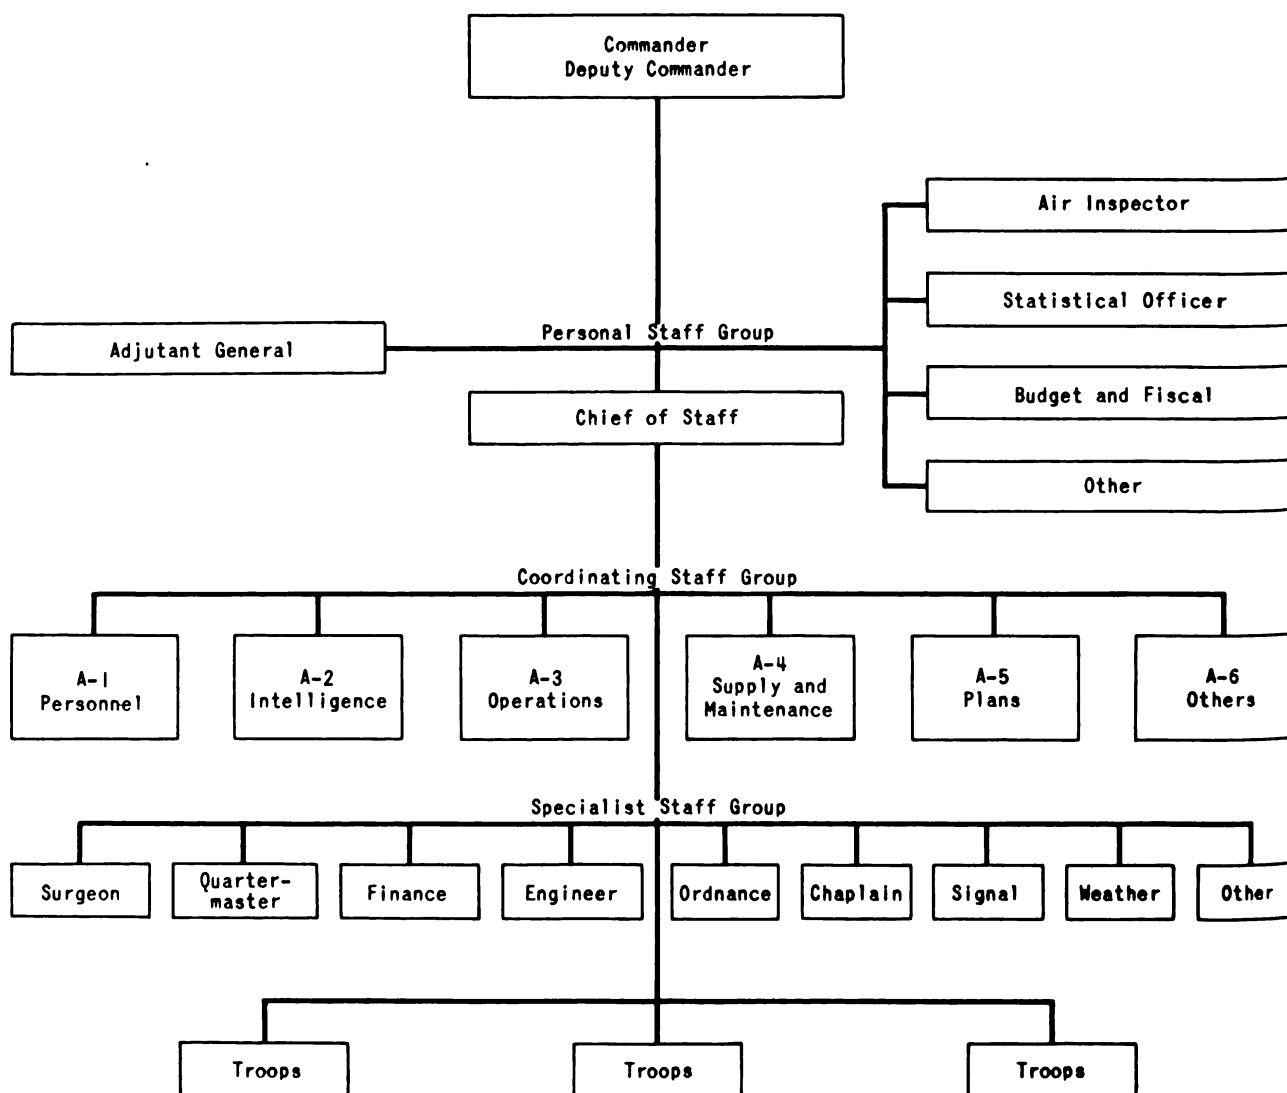 Commander
Deputy Commander
Air Inspector
Statistical Officer
Personal Staff Group
Adjutant General
Budget and Fiscal
Chief of Staff
Other
Coordinating Staff Group
A-1
Personnel
A-2
Intelligence
A-3
Operations
A-4
Supply and
Maintenance
A-5
Plans
A-6
Others
Specialist Staff Group
Surgeon
Quarter-
master
Finance
Engineer
Ordnance
Chaplain
Signal
Weather
Other
Troops
Troops
Troops